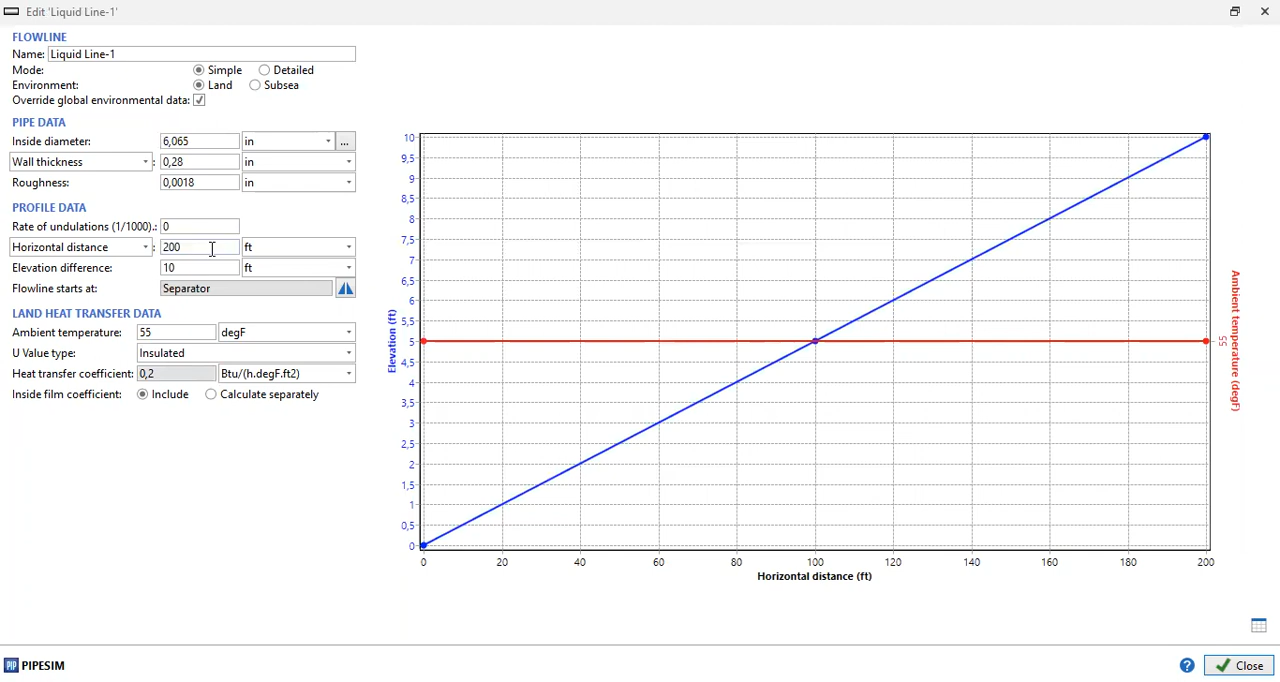 Edit 'Liquid Line-1'
FLOWLINE
Name: Liquid Line-1
Mode: Simple Detailed
Environment: Land Subsea
Override global environmental data:
PIPE DATA
Inside diameter: 6,065 in ...
Wall thickness : 0,28 in
Roughness: 0,0018 in
PROFILE DATA
Rate of undulations (1/1000).: 0
Horizontal distance : 200 ft
Elevation difference: 10 ft
Flowline starts at: Separator
LAND HEAT TRANSFER DATA
Ambient temperature: 55 degF
U Value type: Insulated
Heat transfer coefficient: 0,2 Btu/(h.degF.ft2)
Inside film coefficient: Include Calculate separately
Elevation (ft)
10
9,5
9
8,5
8
7,5
7
6,5
6
5,5
5
4,5
4
3,5
3
2,5
2
1,5
1
0,5
0
0 20 40 60 80 100 120 140 160 180 200
Horizontal distance (ft)
55
Ambient temperature (degF)
PIP PIPESIM
? Close